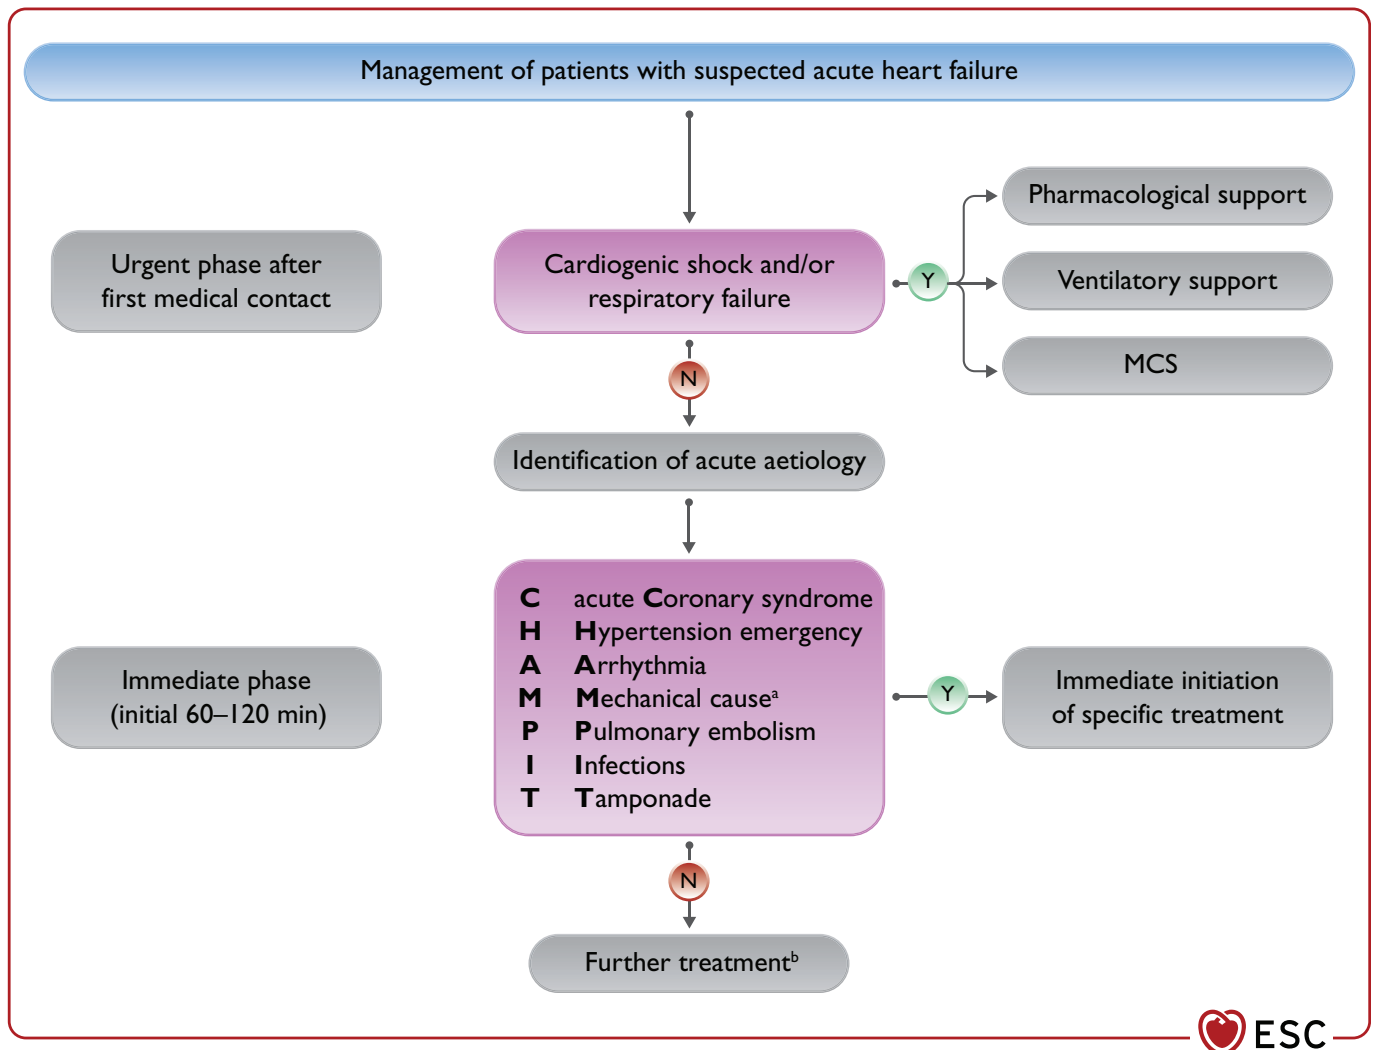 Management of patients with suspected acute heart failure
Pharmacological support
Urgent phase after
first medical contact
Cardiogenic shock and/or
respiratory failure
Y
Ventilatory support
MCS
N
Identification of acute aetiology
C acute Coronary syndrome
H Hypertension emergency
A Arrhythmia
M Mechanical causeᵃ
P Pulmonary embolism
I Infections
T Tamponade
Immediate phase
(initial 60–120 min)
Y
Immediate initiation
of specific treatment
N
Further treatmentᵇ
ESC